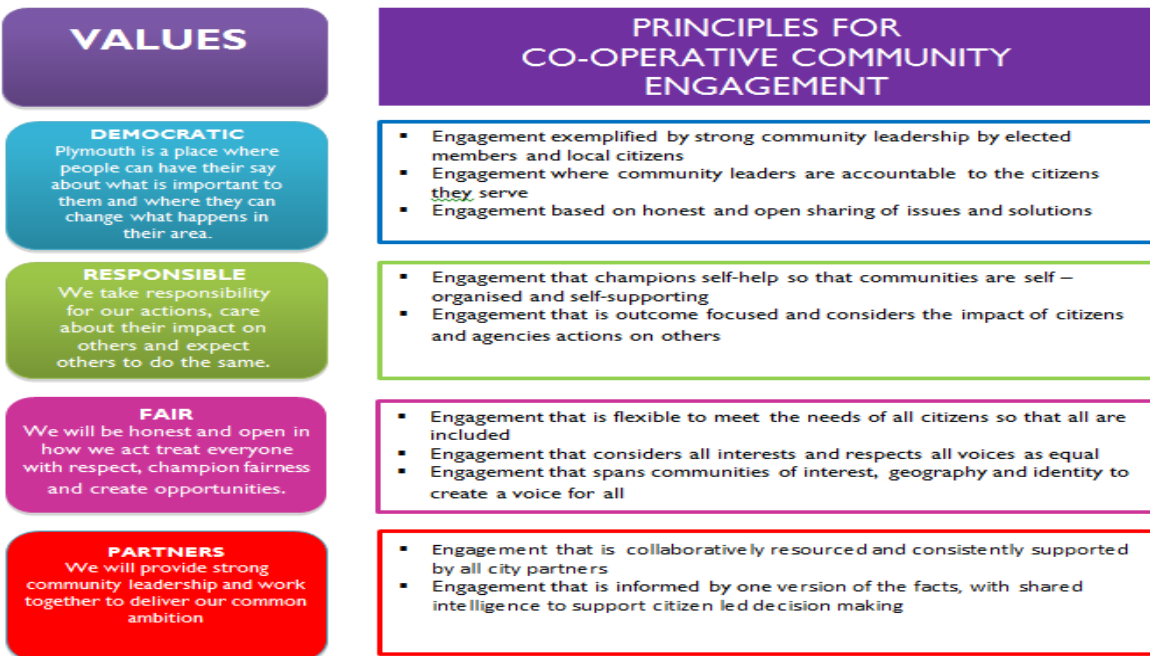 VALUES
PRINCIPLES FOR
CO-OPERATIVE COMMUNITY
ENGAGEMENT
DEMOCRATIC
Plymouth is a place where
people can have their say
about what is important to
them and where they can
change what happens in
their area.
▪ Engagement exemplified by strong community leadership by elected
members and local citizens
▪ Engagement where community leaders are accountable to the citizens
they serve
▪ Engagement based on honest and open sharing of issues and solutions
RESPONSIBLE
We take responsibility
for our actions, care
about their impact on
others and expect
others to do the same.
▪ Engagement that champions self-help so that communities are self –
organised and self-supporting
▪ Engagement that is outcome focused and considers the impact of citizens
and agencies actions on others
FAIR
We will be honest and open in
how we act treat everyone
with respect, champion fairness
and create opportunities.
▪ Engagement that is flexible to meet the needs of all citizens so that all are
included
▪ Engagement that considers all interests and respects all voices as equal
▪ Engagement that spans communities of interest, geography and identity to
create a voice for all
PARTNERS
We will provide strong
community leadership and work
together to deliver our common
ambition
▪ Engagement that is collaboratively resourced and consistently supported
by all city partners
▪ Engagement that is informed by one version of the facts, with shared
intelligence to support citizen led decision making